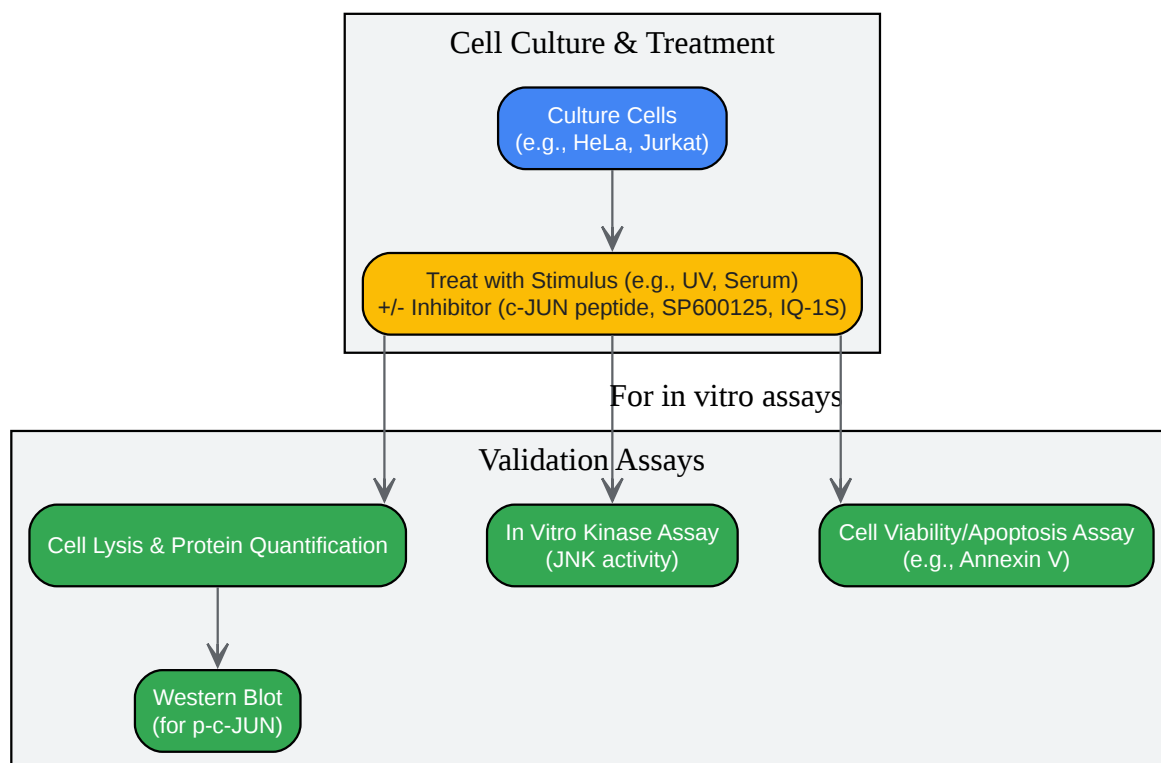 Cell Culture & Treatment
Culture Cells
(e.g., HeLa, Jurkat)
Treat with Stimulus (e.g., UV, Serum)
+/- Inhibitor (c-JUN peptide, SP600125, IQ-1S)
For in vitro assays
Validation Assays
Cell Lysis & Protein Quantification
In Vitro Kinase Assay
(JNK activity)
Cell Viability/Apoptosis Assay
(e.g., Annexin V)
Western Blot
(for p-c-JUN)